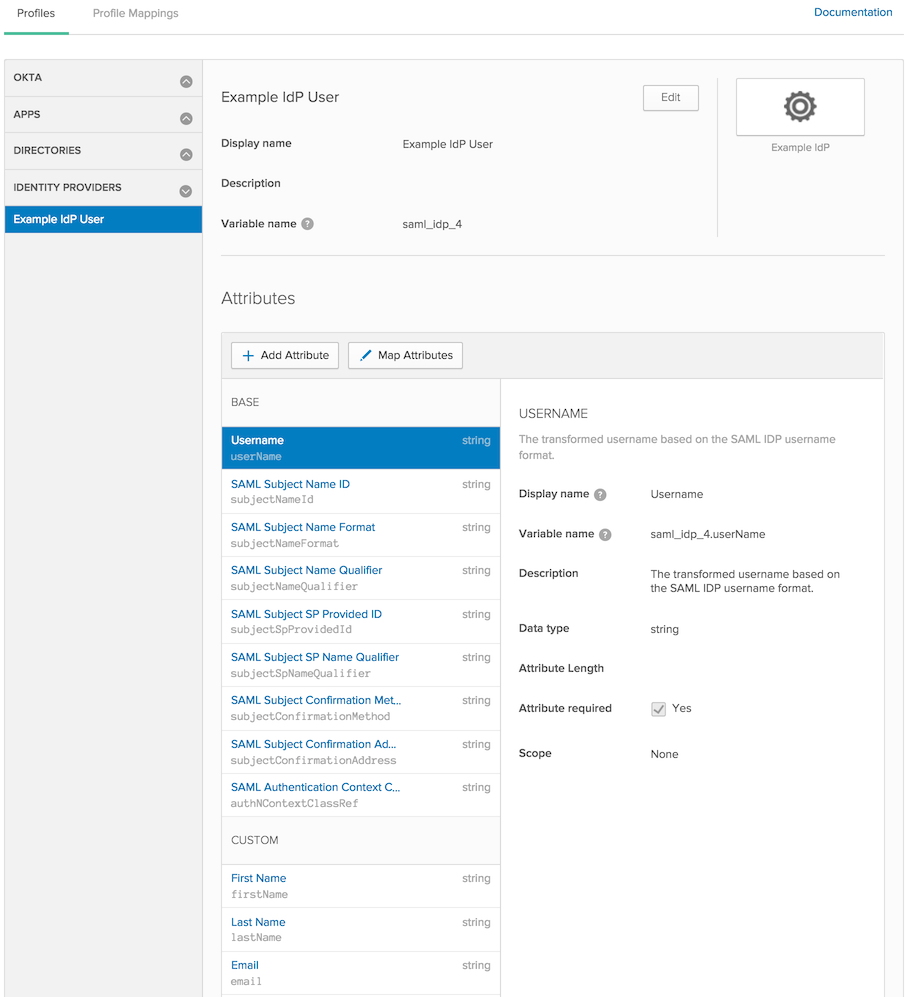 Profiles
Profile Mappings
Documentation
OKTA
APPS
DIRECTORIES
IDENTITY PROVIDERS
Example IdP User
Example IdP User
Edit
Example IdP
Display name
Example IdP User
Description
Variable name ?
saml_idp_4
Attributes
+ Add Attribute
Map Attributes
BASE
Username string
userName
SAML Subject Name ID string
subjectNameId
SAML Subject Name Format string
subjectNameFormat
SAML Subject Name Qualifier string
subjectNameQualifier
SAML Subject SP Provided ID string
subjectSpProvidedId
SAML Subject SP Name Qualifier string
subjectSpNameQualifier
SAML Subject Confirmation Met... string
subjectConfirmationMethod
SAML Subject Confirmation Ad... string
subjectConfirmationAddress
SAML Authentication Context C... string
authNContextClassRef
CUSTOM
First Name string
firstName
Last Name string
lastName
Email string
email
USERNAME
The transformed username based on the SAML IDP username
format.
Display name ? Username
Variable name ? saml_idp_4.userName
Description The transformed username based on
the SAML IDP username format.
Data type string
Attribute Length
Attribute required Yes
Scope None